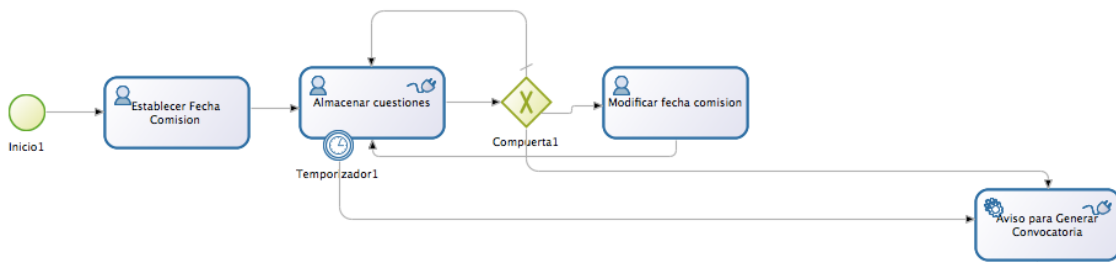 Inicio1
Establecer Fecha
Comision
Almacenar cuestiones
Temporizador1
Compuerta1
Modificar fecha comision
Aviso para Generar
Convocatoria